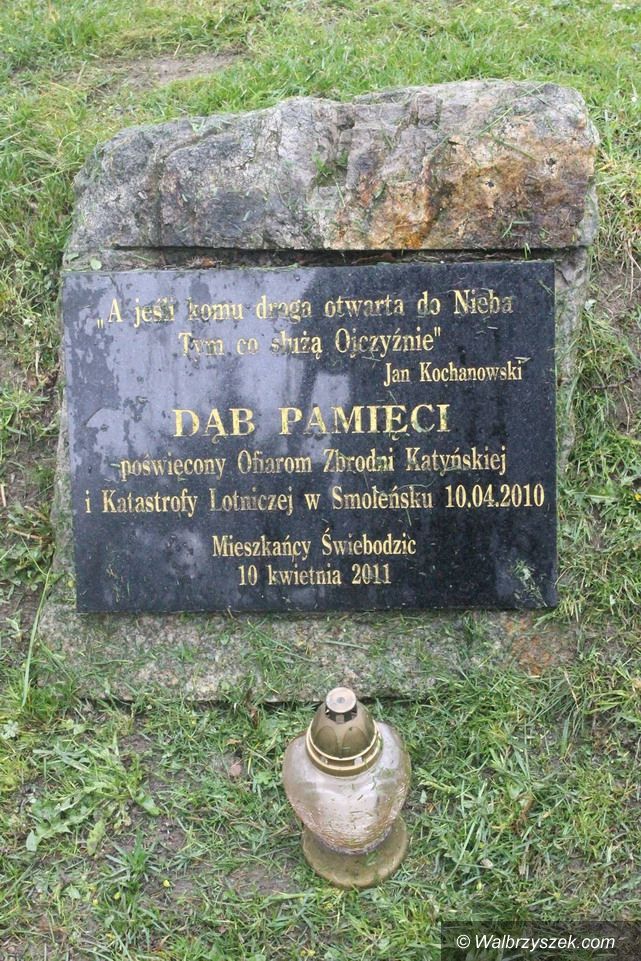 „A jeśli komu droga otwarta do Nieba
Tym co służą Ojczyźnie"
Jan Kochanowski
DĄB PAMIĘCI
poświęcony Ofiarom Zbrodni Katyńskiej
i Katastrofy Lotniczej w Smoleńsku 10.04.2010
Mieszkańcy Świebodzic
10 kwietnia 2011
© Walbrzyszek.com